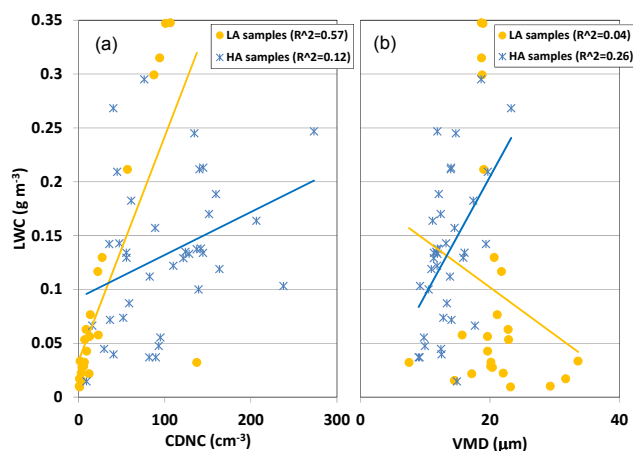 (a)
LA samples (R^2=0.57)
HA samples (R^2=0.12)
(b)
LA samples (R^2=0.04)
HA samples (R^2=0.26)
LWC (g m-3)
0.35
0.3
0.25
0.2
0.15
0.1
0.05
0
0 100 200 300
CDNC (cm-3)
0 20 40
VMD (µm)